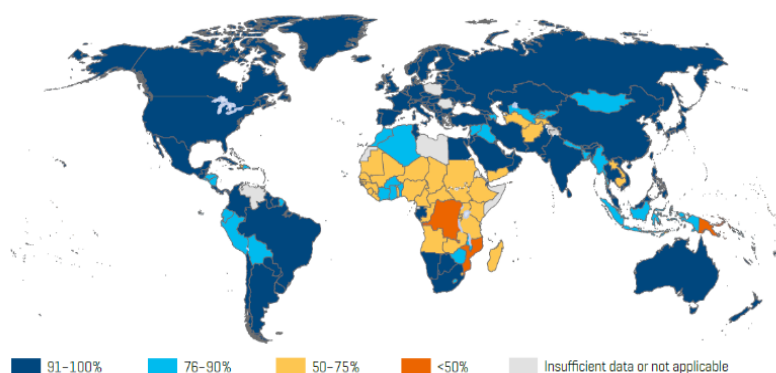 91–100% 76–90% 50–75% <50% Insufficient data or not applicable